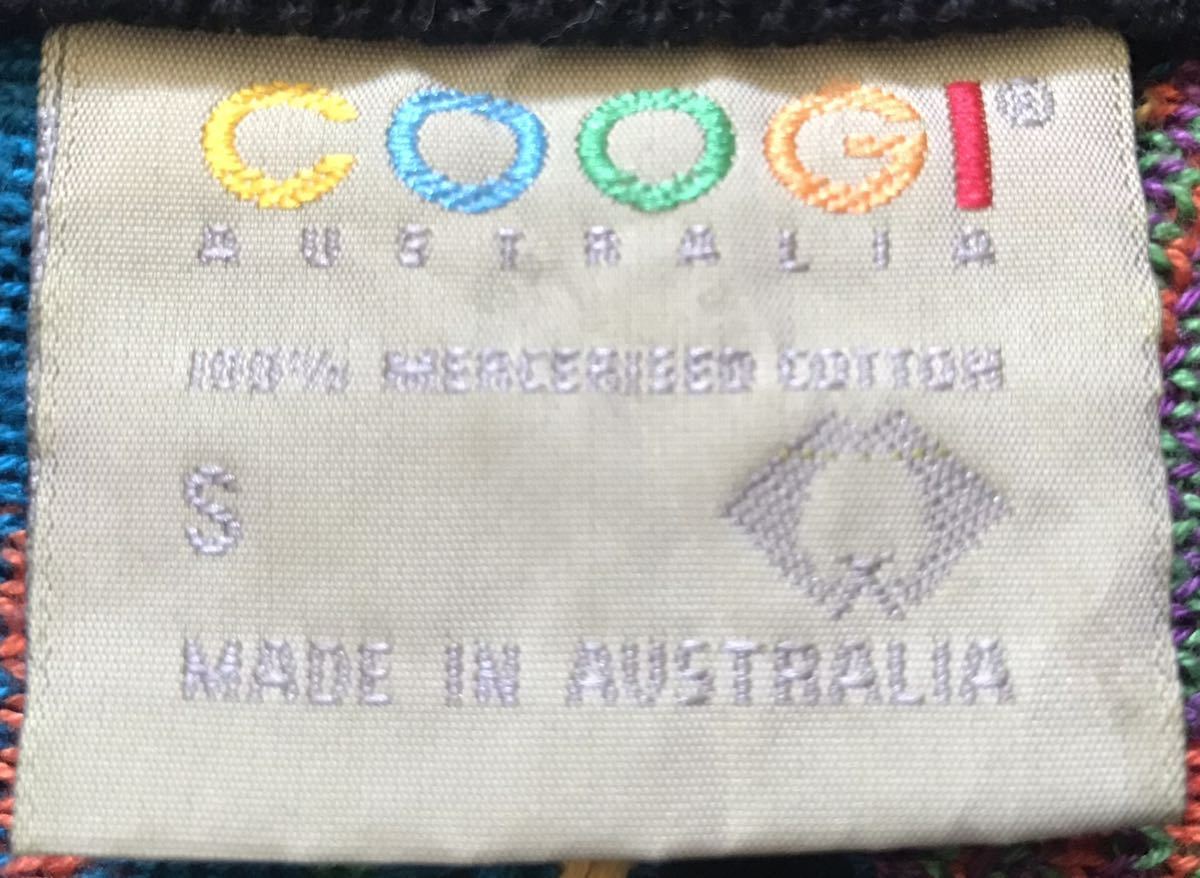 COOGI®
AUSTRALIA
100% MERCERISED COTTON
S
MADE IN AUSTRALIA